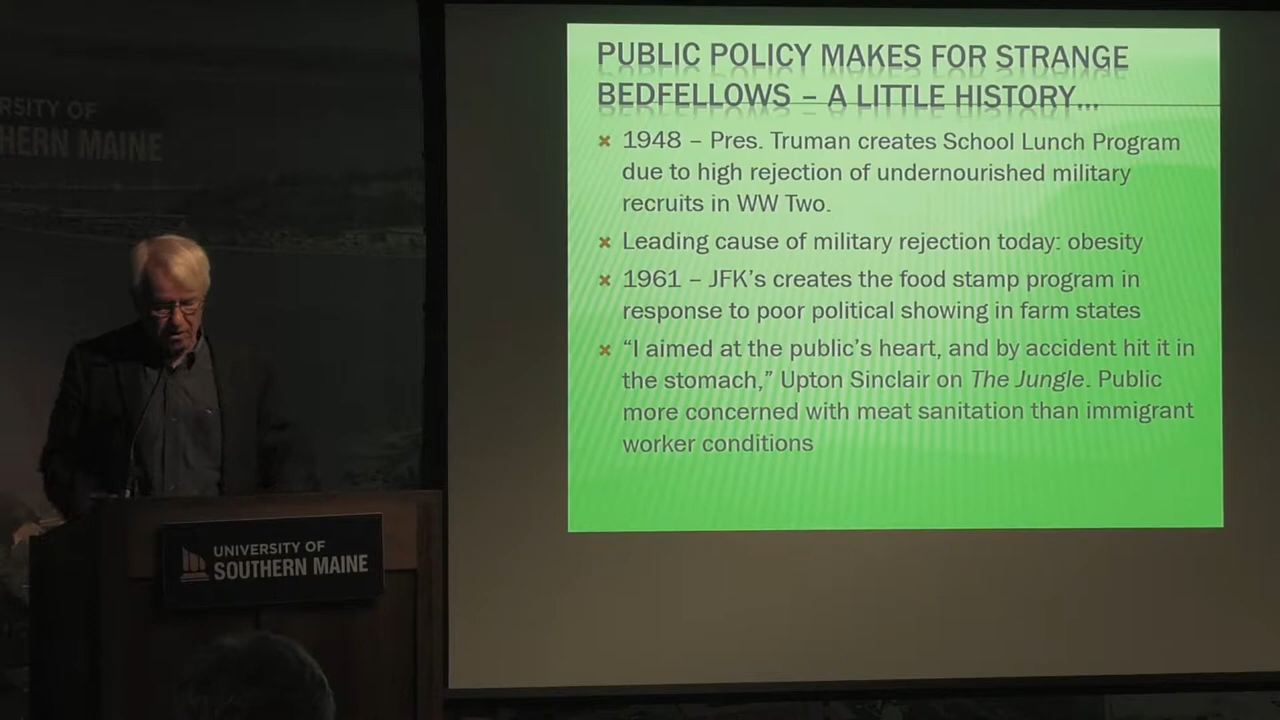 RSITY OF
HERN MAINE
PUBLIC POLICY MAKES FOR STRANGE
BEDFELLOWS – A LITTLE HISTORY...
1948 – Pres. Truman creates School Lunch Program
due to high rejection of undernourished military
recruits in WW Two.
Leading cause of military rejection today: obesity
1961 – JFK's creates the food stamp program in
response to poor political showing in farm states
“I aimed at the public's heart, and by accident hit it in
the stomach,” Upton Sinclair on The Jungle. Public
more concerned with meat sanitation than immigrant
worker conditions
UNIVERSITY OF
SOUTHERN MAINE